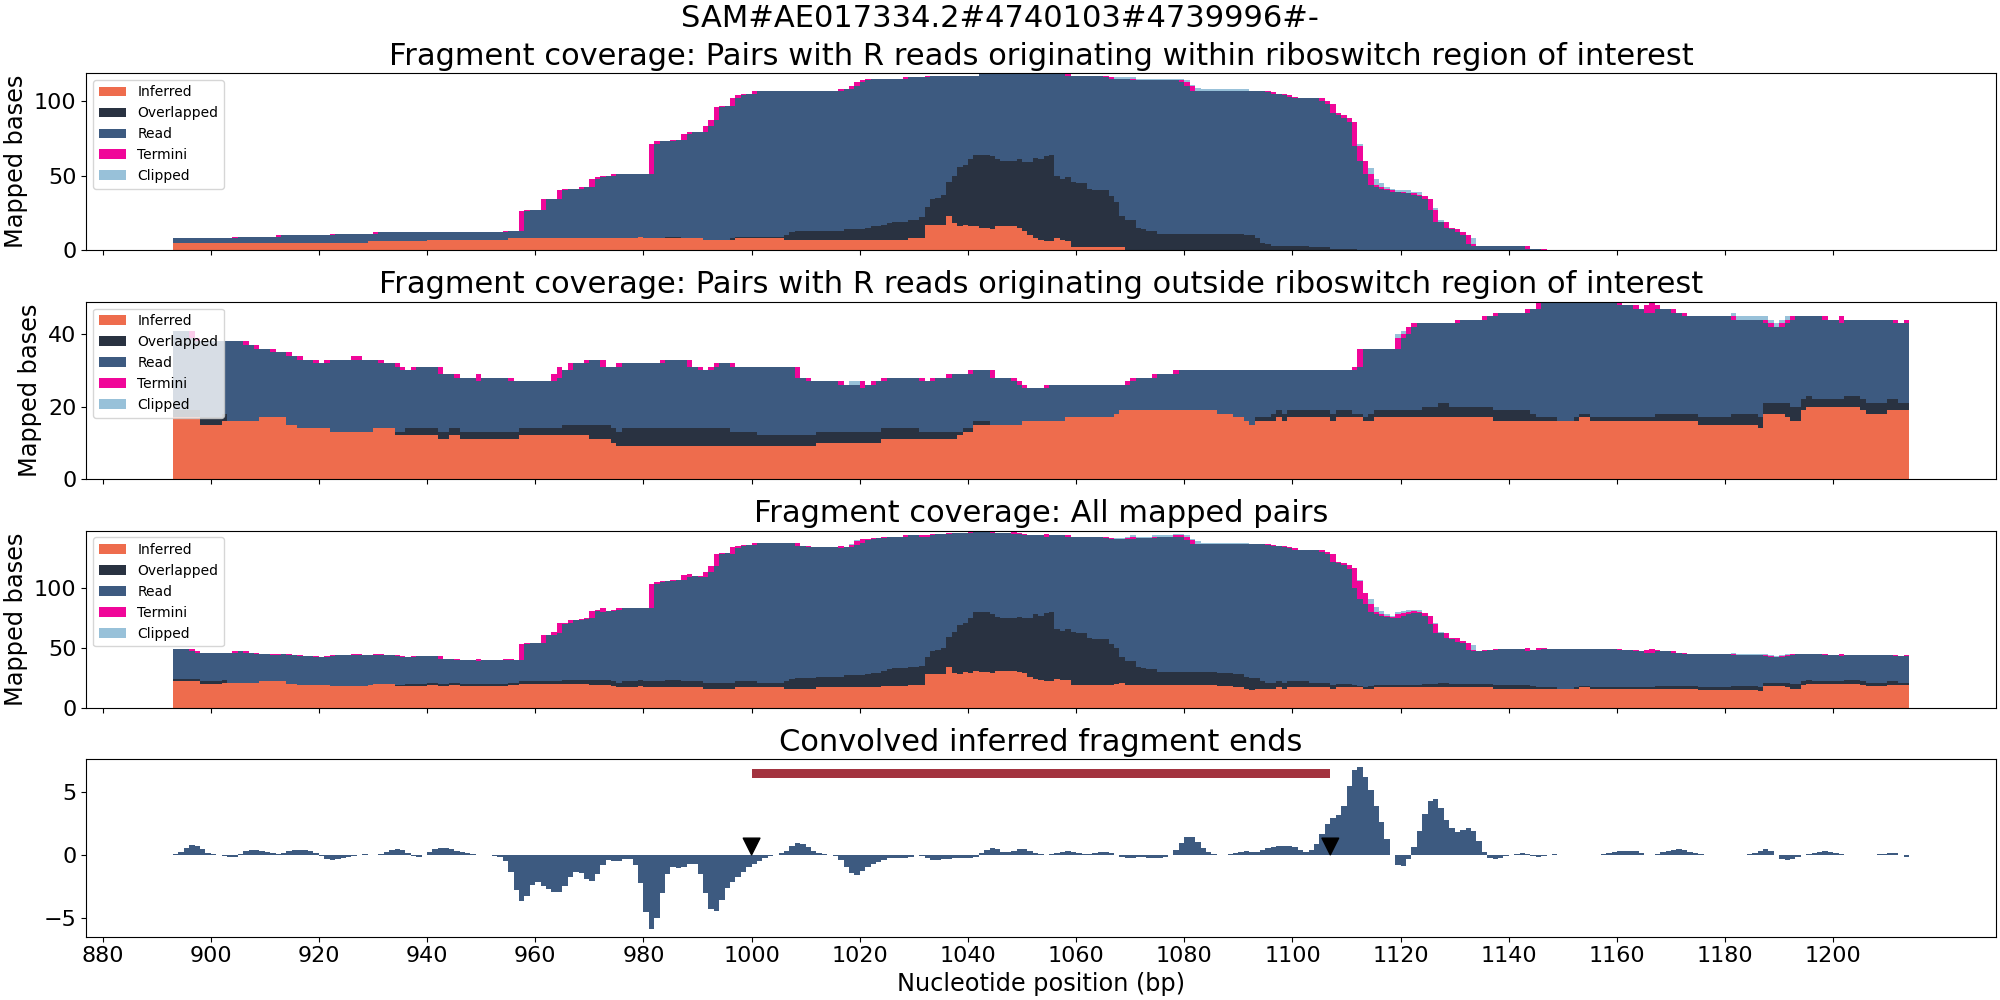 SAM#AE017334.2#4740103#4739996#-
Fragment coverage: Pairs with R reads originating within riboswitch region of interest
Mapped bases
100
50
0
Inferred
Overlapped
Read
Termini
Clipped
Fragment coverage: Pairs with R reads originating outside riboswitch region of interest
Mapped bases
40
20
0
Inferred
Overlapped
Read
Termini
Clipped
Fragment coverage: All mapped pairs
Mapped bases
100
50
0
Inferred
Overlapped
Read
Termini
Clipped
Convolved inferred fragment ends
5
0
−5
880 900 920 940 960 980 1000 1020 1040 1060 1080 1100 1120 1140 1160 1180 1200
Nucleotide position (bp)